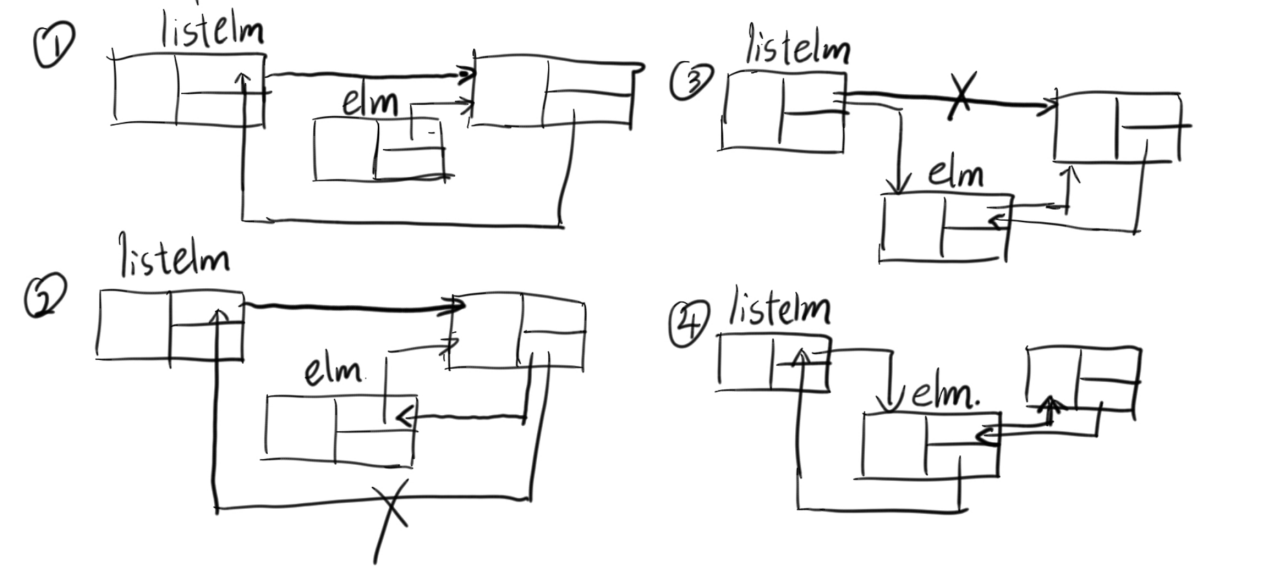 ① listelm
elm
② listelm
elm.
③ listelm
elm
④ listelm
elm.